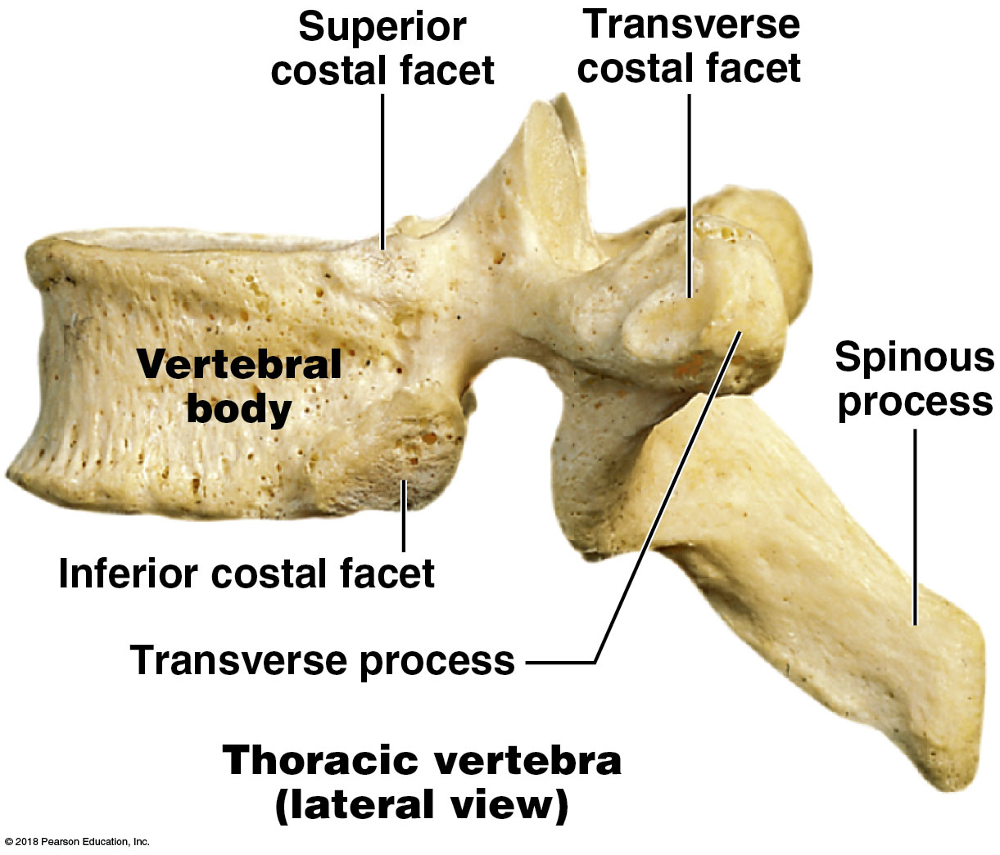 Superior
costal facet
Transverse
costal facet
Vertebral
body
Spinous
process
Inferior costal facet
Transverse process
Thoracic vertebra
(lateral view)
© 2018 Pearson Education, Inc.